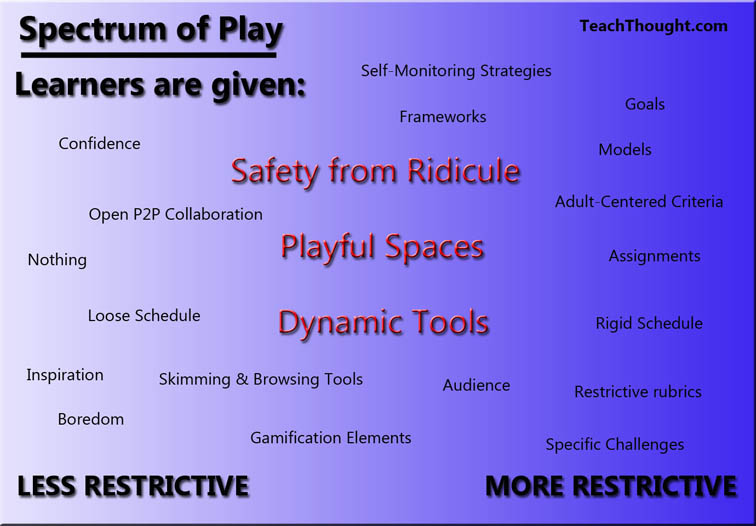 Spectrum of Play
TeachThought.com
Learners are given:
Self-Monitoring Strategies
Goals
Frameworks
Confidence
Models
Safety from Ridicule
Adult-Centered Criteria
Open P2P Collaboration
Playful Spaces
Assignments
Nothing
Loose Schedule
Dynamic Tools
Rigid Schedule
Inspiration
Skimming & Browsing Tools
Audience
Restrictive rubrics
Boredom
Gamification Elements
Specific Challenges
LESS RESTRICTIVE
MORE RESTRICTIVE